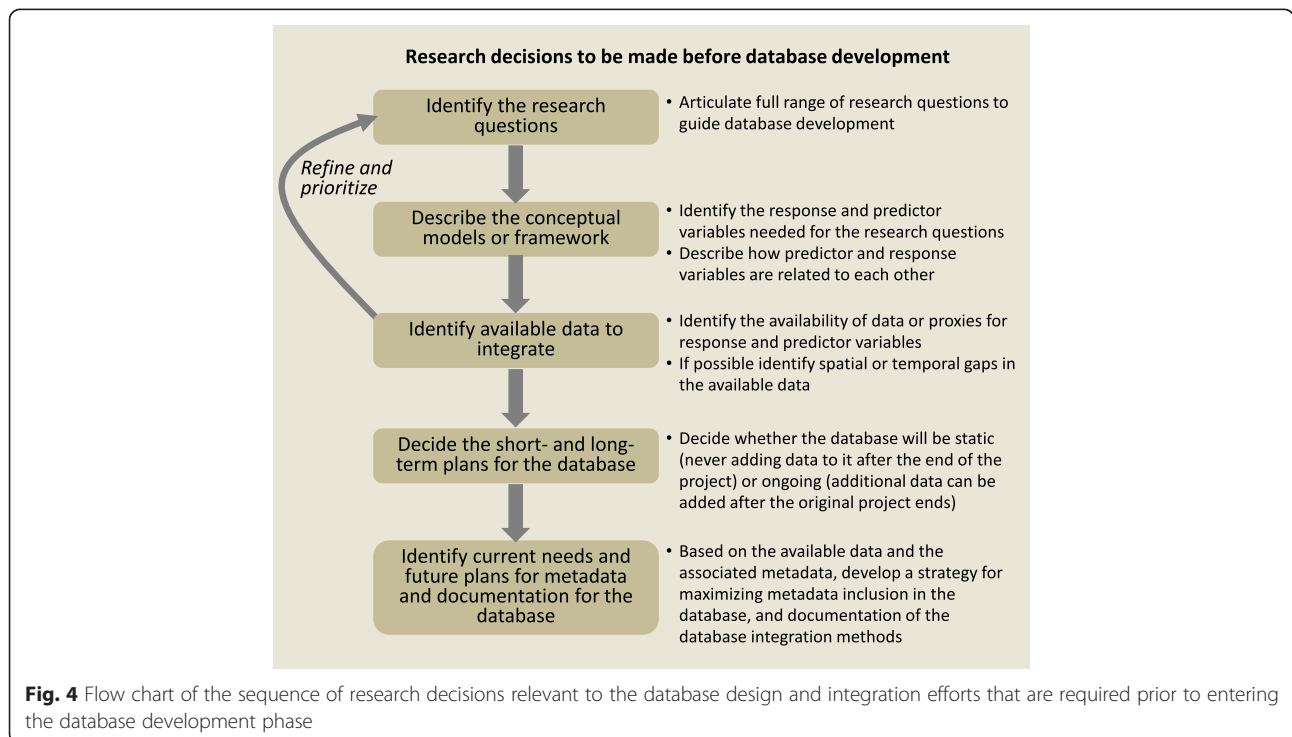 Research decisions to be made before database development
Identify the research
questions
• Articulate full range of research questions to
guide database development
Refine and
prioritize
Describe the conceptual
models or framework
• Identify the response and predictor
variables needed for the research questions
• Describe how predictor and response
variables are related to each other
Identify available data to
integrate
• Identify the availability of data or proxies for
response and predictor variables
• If possible identify spatial or temporal gaps in
the available data
Decide the short- and long-
term plans for the database
• Decide whether the database will be static
(never adding data to it after the end of the
project) or ongoing (additional data can be
added after the original project ends)
Identify current needs and
future plans for metadata
and documentation for the
database
• Based on the available data and the
associated metadata, develop a strategy for
maximizing metadata inclusion in the
database, and documentation of the
database integration methods
Fig. 4 Flow chart of the sequence of research decisions relevant to the database design and integration efforts that are required prior to entering
the database development phase